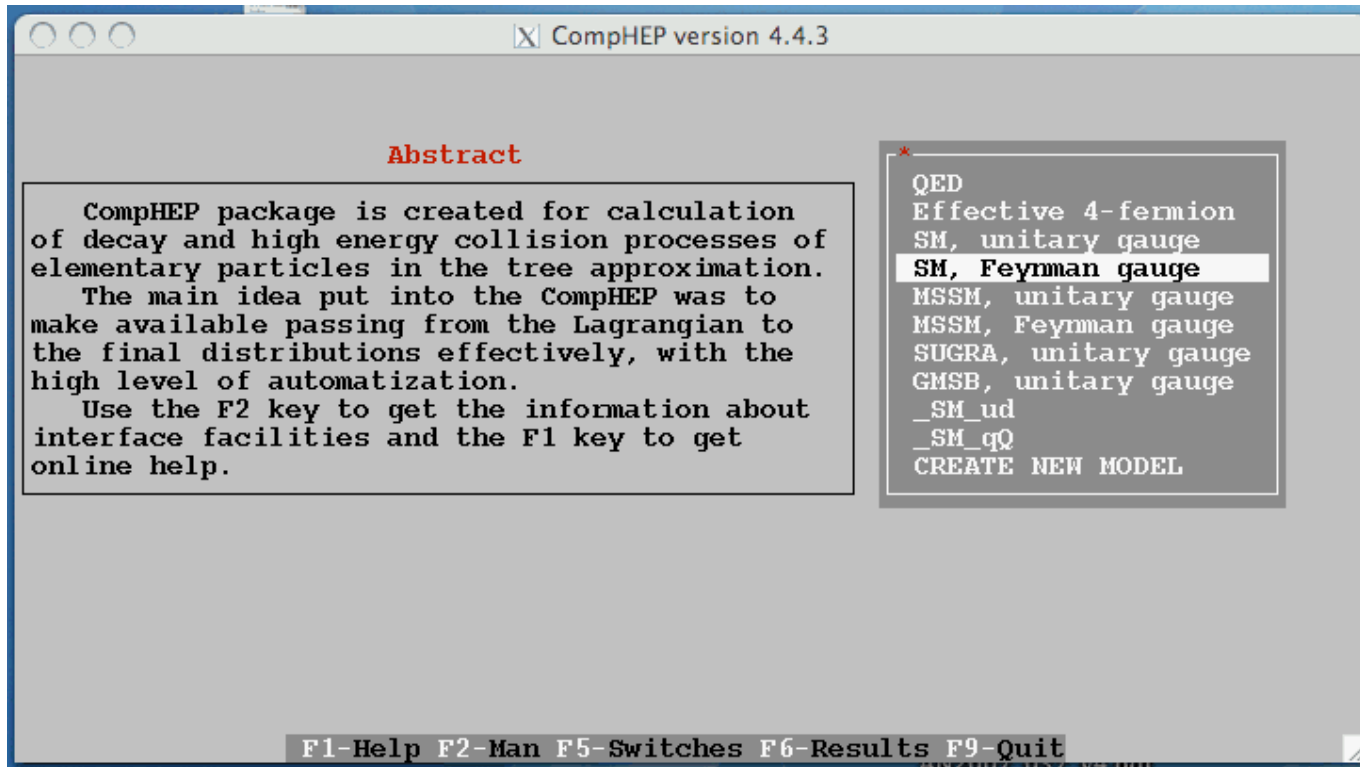 CompHEP version 4.4.3
Abstract
CompHEP package is created for calculation
of decay and high energy collision processes of
elementary particles in the tree approximation.
The main idea put into the CompHEP was to
make available passing from the Lagrangian to
the final distributions effectively, with the
high level of automatization.
Use the F2 key to get the information about
interface facilities and the F1 key to get
online help.
*
QED
Effective 4-fermion
SM, unitary gauge
SM, Feynman gauge
MSSM, unitary gauge
MSSM, Feynman gauge
SUGRA, unitary gauge
GMSB, unitary gauge
_SM_ud
_SM_qQ
CREATE NEW MODEL
F1-Help F2-Man F5-Switches F6-Results F9-Quit